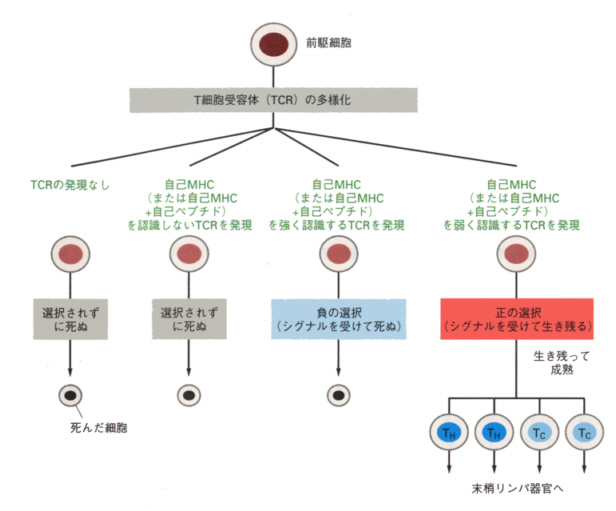 前駆細胞
T細胞受容体（TCR）の多様化
TCRの発現なし
自己MHC
（または自己MHC
+自己ペプチド）
を認識しないTCRを発現
自己MHC
（または自己MHC
+自己ペプチド）
を強く認識するTCRを発現
自己MHC
（または自己MHC
+自己ペプチド）
を弱く認識するTCRを発現
選択されず
に死ぬ
選択されず
に死ぬ
負の選択
（シグナルを受けて死ぬ）
正の選択
（シグナルを受けて生き残る）
生き残って
成熟
死んだ細胞
TH
TH
TC
TC
末梢リンパ器官へ